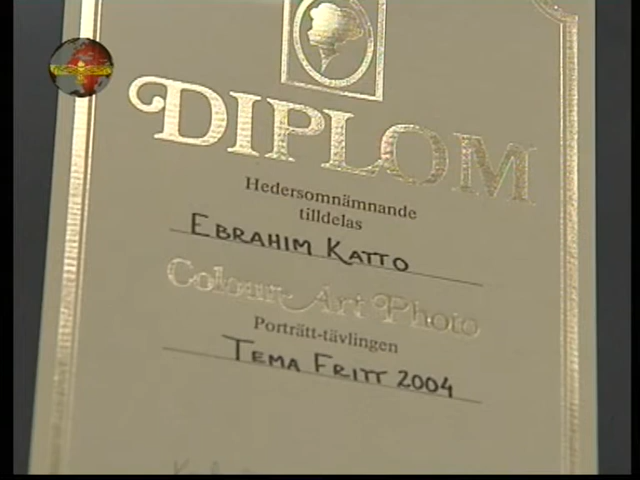 DIPLOM
Hedersomnämnande
tilldelas
EBRAHIM KATTO
Colour Art Photo
Porträtt-tävlingen
TEMA FRITT 2004